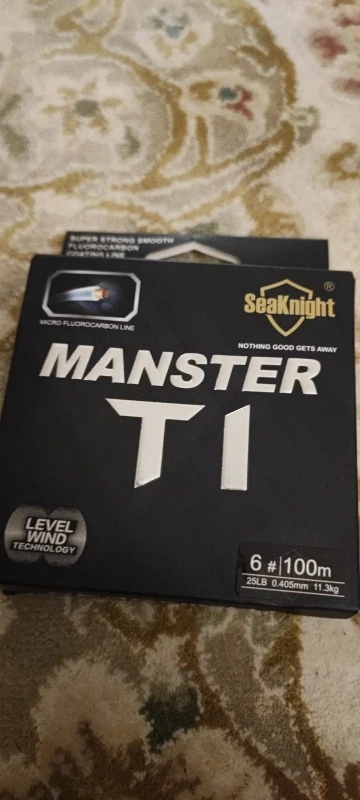 SUPER STRONG SMOOTH
FLUOROCARBON
COATING LINE
SeaKnight®
MICRO FLUOROCARBON LINE
NOTHING GOOD GETS AWAY
MANSTER
T1
LEVEL
WIND
TECHNOLOGY
6 #|100m
25LB 0.405mm 11.3kg